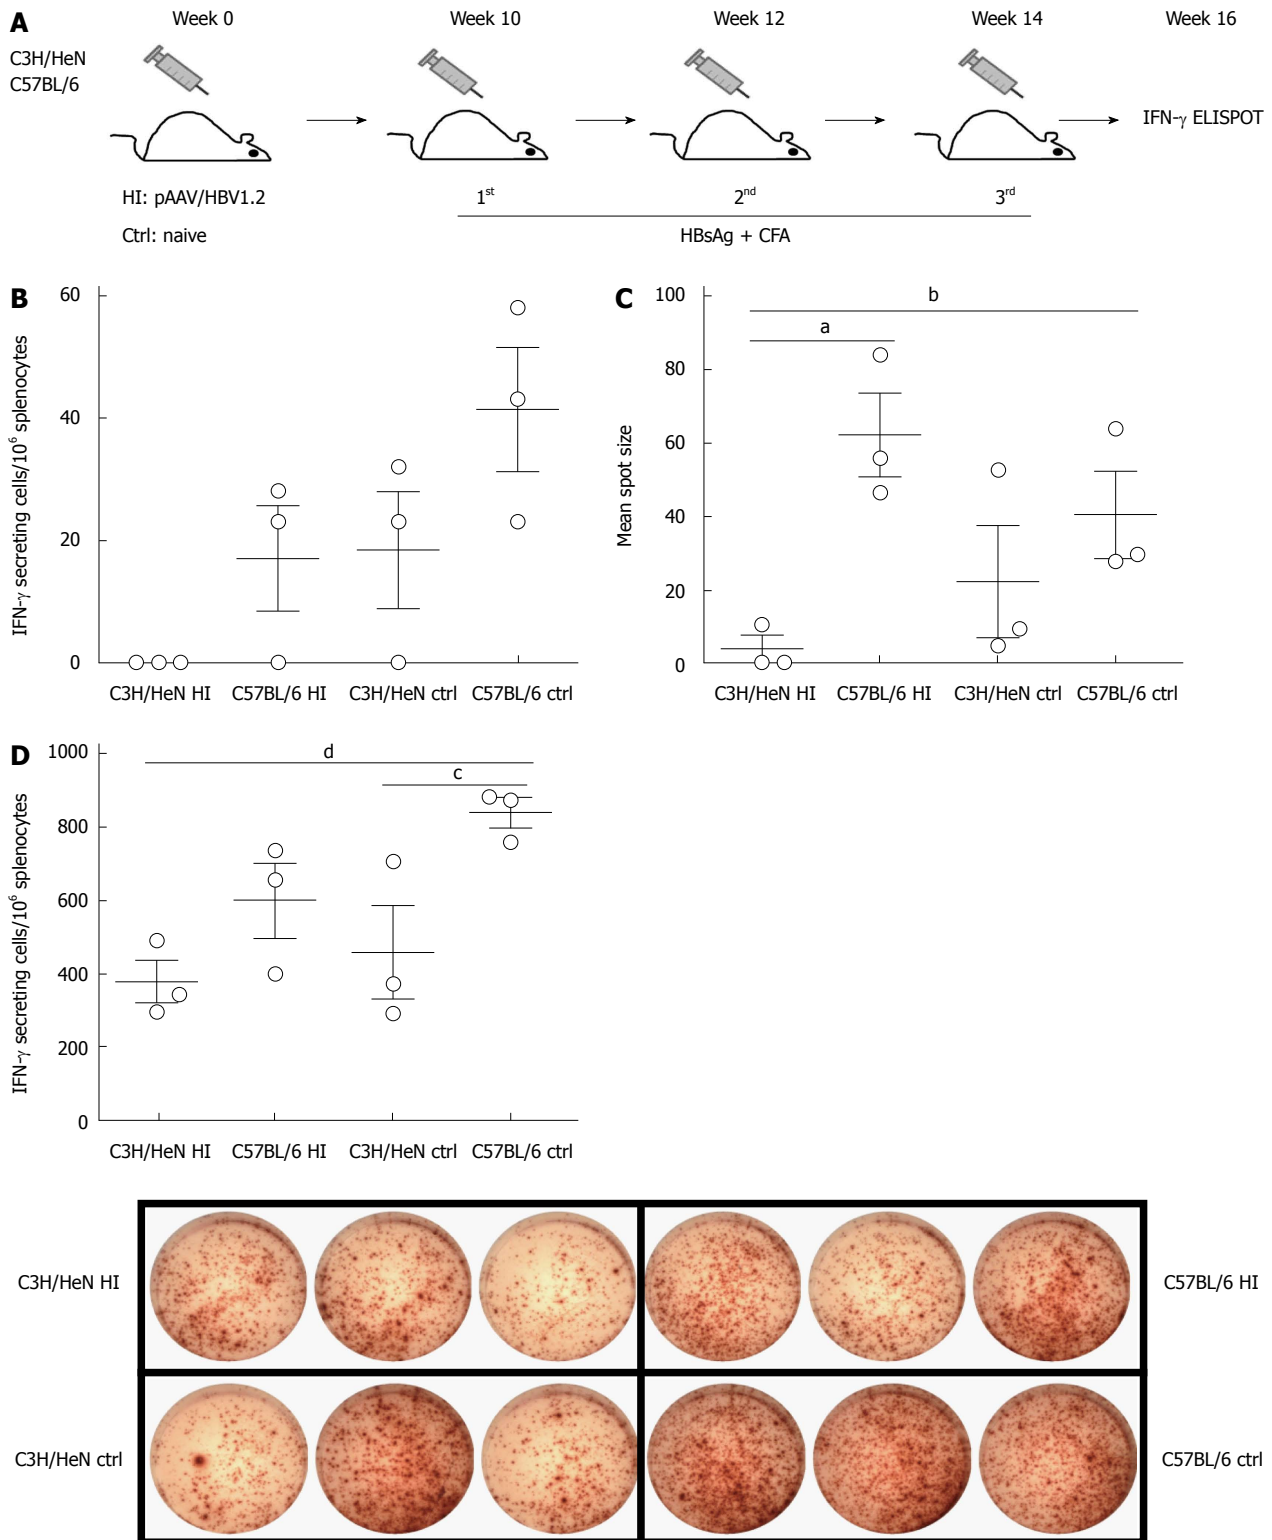 A
Week 0 Week 10 Week 12 Week 14 Week 16
C3H/HeN
C57BL/6
IFN-γ ELISPOT
HI: pAAV/HBV1.2 1st 2nd 3rd
Ctrl: naive HBsAg + CFA
B
60
40
20
0
IFN-γ secreting cells/10⁶ splenocytes
C3H/HeN HI C57BL/6 HI C3H/HeN ctrl C57BL/6 ctrl
C
100
80
60
40
20
0
Mean spot size
b
a
C3H/HeN HI C57BL/6 HI C3H/HeN ctrl C57BL/6 ctrl
D
1000
800
600
400
200
0
IFN-γ secreting cells/10⁶ splenocytes
d
c
C3H/HeN HI C57BL/6 HI C3H/HeN ctrl C57BL/6 ctrl
C3H/HeN HI C57BL/6 HI
C3H/HeN ctrl C57BL/6 ctrl